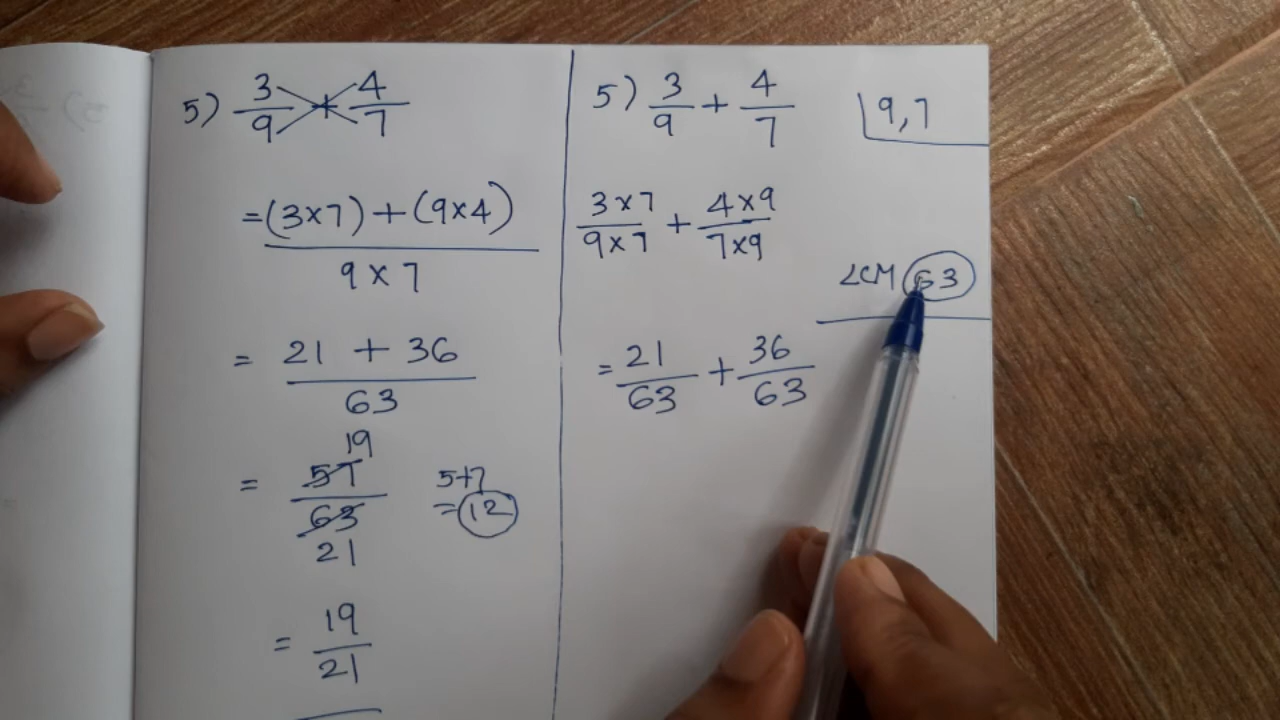 5) 3/9 + 4/7
= (3×7) + (9×4)
9 × 7
= 21 + 36
63
19
= 57/63
21
5+7
= 12
= 19/21
5) 3/9 + 4/7
9,7
3×7/9×7 + 4×9/7×9
LCM 63
= 21/63 + 36/63